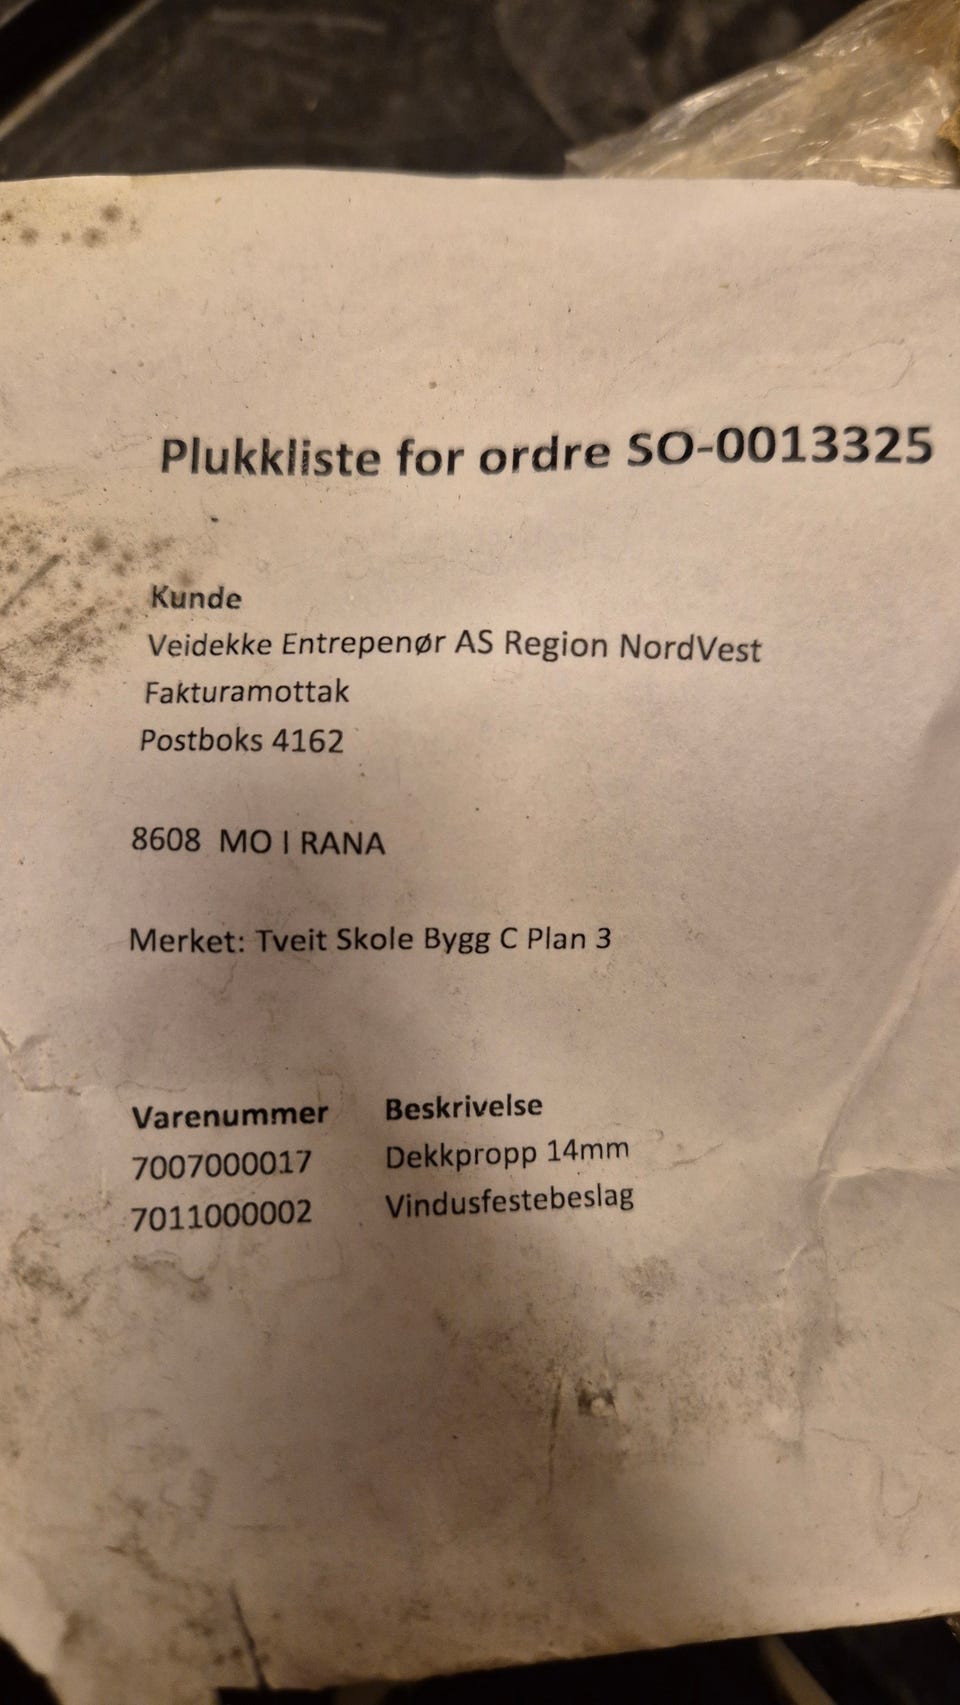 Plukkliste for ordre SO-0013325
Kunde
Veidekke Entrepenør AS Region NordVest
Fakturamottak
Postboks 4162
8608 MO I RANA
Merket: Tveit Skole Bygg C Plan 3
Varenummer Beskrivelse
7007000017 Dekkpropp 14mm
7011000002 Vindusfestebeslag